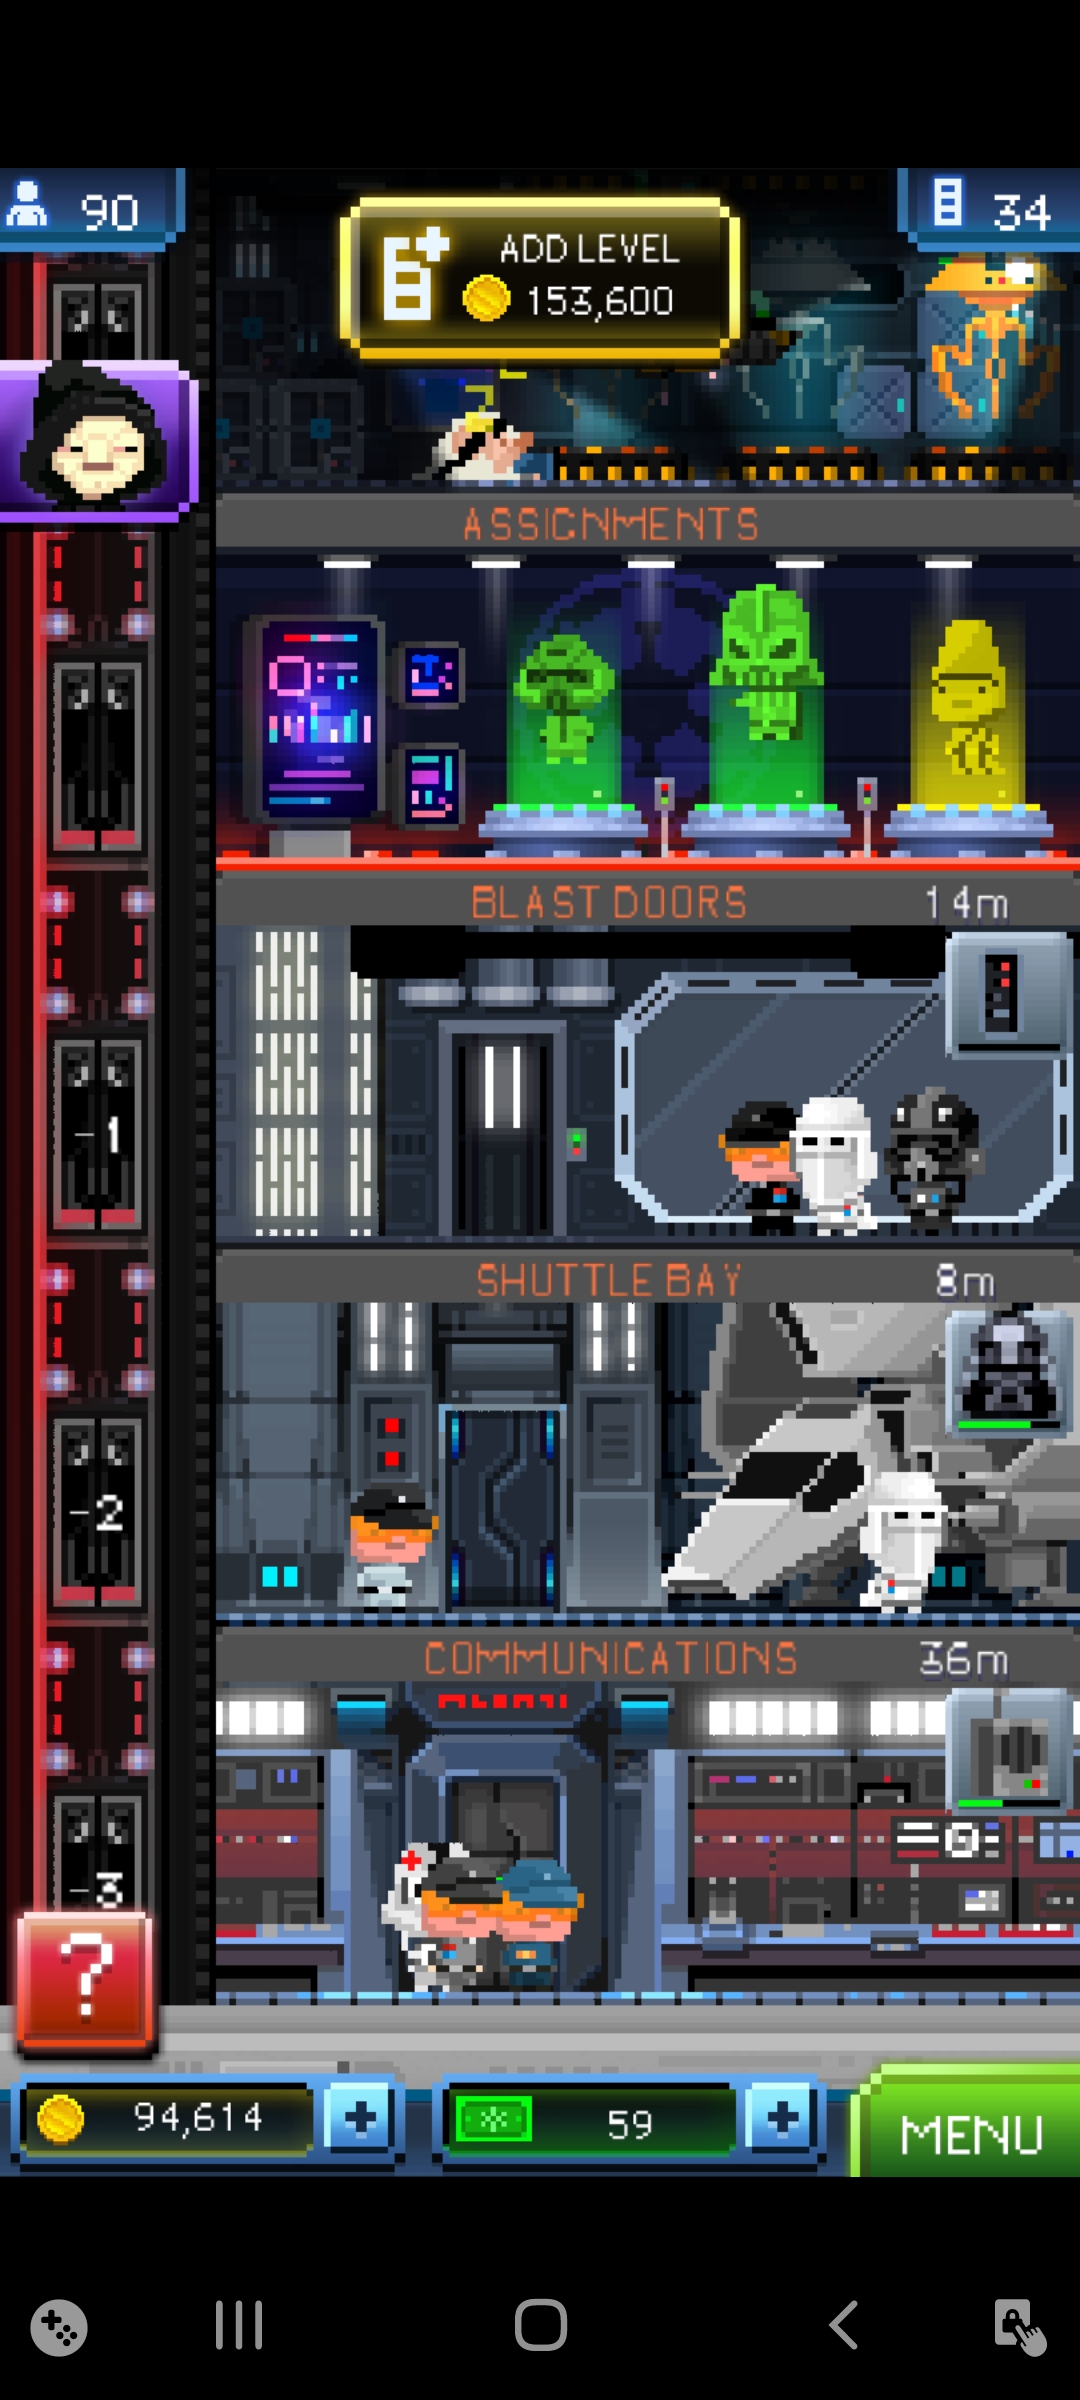 90
ADD LEVEL
153,600
34
ASSIGNMENTS
BLAST DOORS 14m
-1
SHUTTLE BAY 8m
-2
COMMUNICATIONS 36m
-3
?
94,614
59
MENU